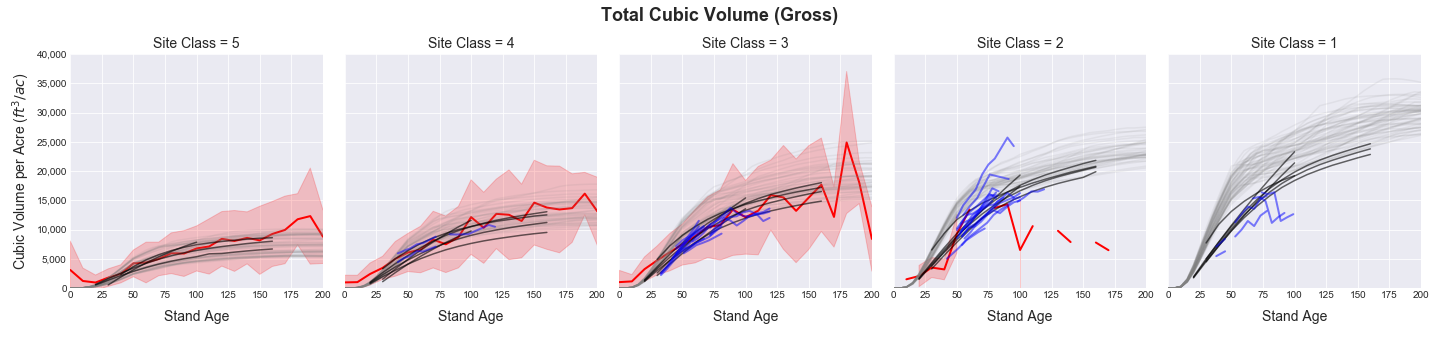 Total Cubic Volume (Gross)
Site Class = 5
Site Class = 4
Site Class = 3
Site Class = 2
Site Class = 1
Cubic Volume per Acre (ft³/ac)
40,000
35,000
30,000
25,000
20,000
15,000
10,000
5,000
0
0 25 50 75 100 125 150 175 200
0 25 50 75 100 125 150 175 200
0 25 50 75 100 125 150 175 200
0 25 50 75 100 125 150 175 200
0 25 50 75 100 125 150 175 200
Stand Age
Stand Age
Stand Age
Stand Age
Stand Age